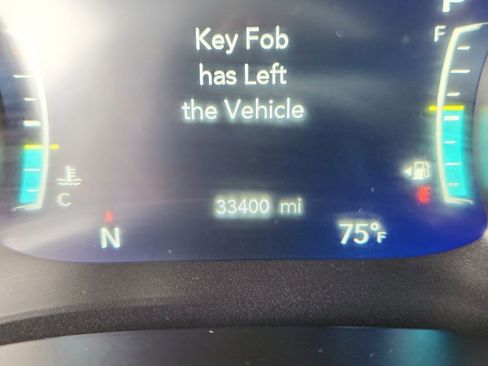 P
F
Key Fob
has Left
the Vehicle
C
E
33400 mi
N
75°F